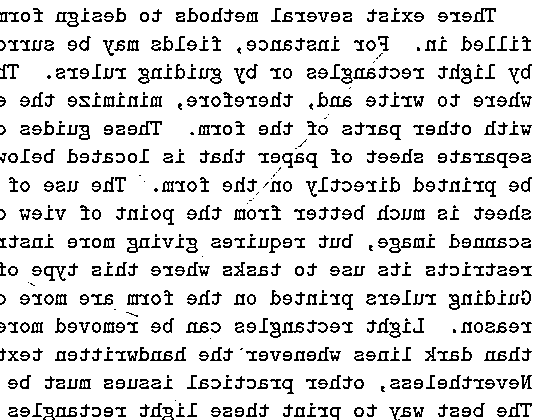 There exist several methods to design form
filled in. For instance, fields may be
by light rectangles or by guiding rulers.
where to write and, therefore, minimize the
with other parts of the form. These guides
separate sheet of paper that is located below
be printed directly on the form. The use of
sheet is much better from the point of view
scanned image, but requires giving more
restricts its use to tasks where this type of
Guiding rulers printed on the form are more
reason. Light rectangles can be removed more
than dark lines whenever the handwritten text
Nevertheless, other practical issues must be
The best way to print these light rectangles